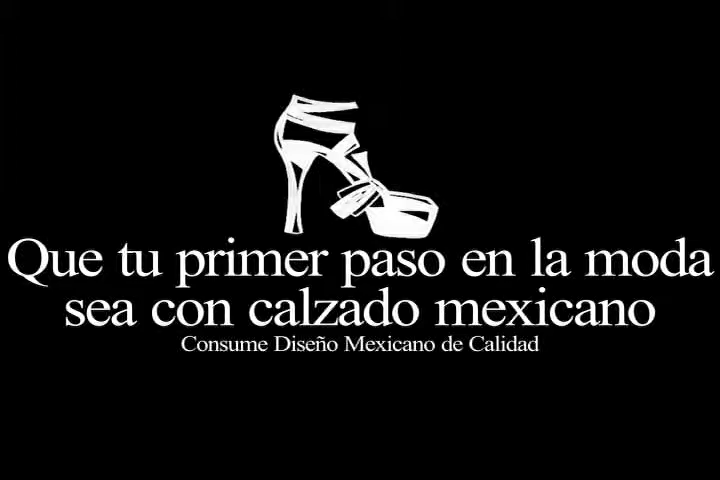 Que tu primer paso en la moda
sea con calzado mexicano
Consume Diseño Mexicano de Calidad